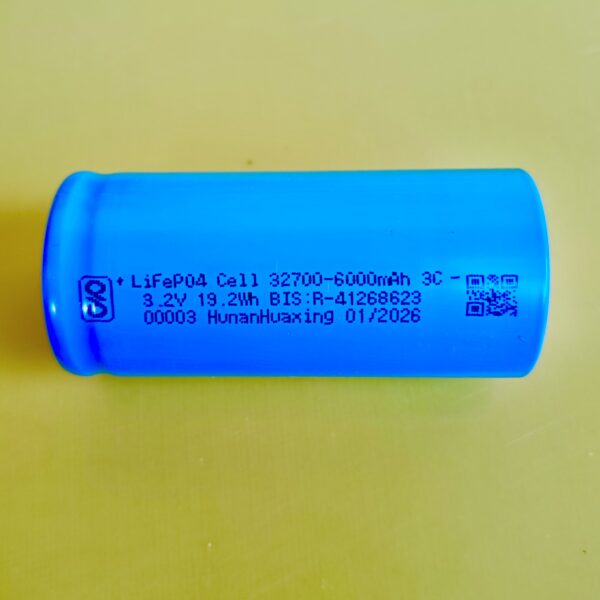 + LiFePO4 Cell 32700-6000mAh 3C -
3.2V 19.2Wh BIS:R-41268623
00003 HunanHuaxing 01/2026